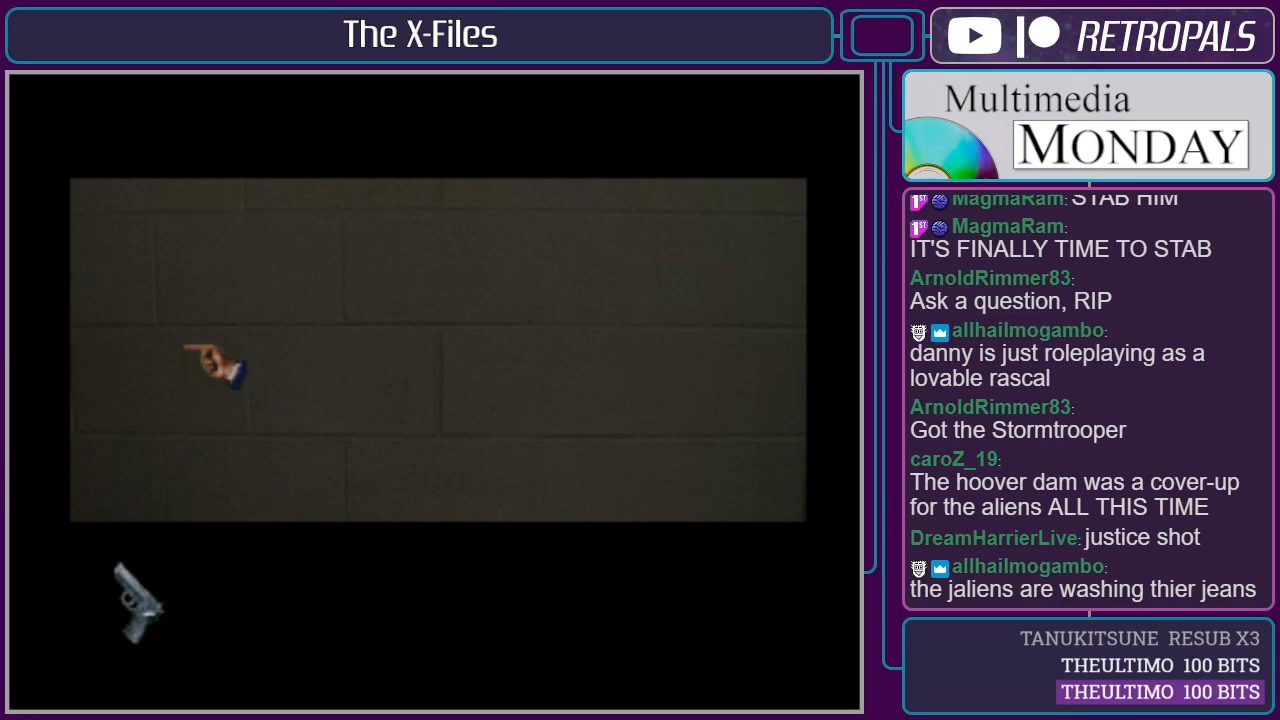 The X-Files
RETROPALS
Multimedia
MONDAY
MagmaRam: STAB HIM
MagmaRam:
IT'S FINALLY TIME TO STAB
ArnoldRimmer83:
Ask a question, RIP
allhailmogambo:
danny is just roleplaying as a
lovable rascal
ArnoldRimmer83:
Got the Stormtrooper
caroZ_19:
The hoover dam was a cover-up
for the aliens ALL THIS TIME
DreamHarrierLive: justice shot
allhailmogambo:
the jaliens are washing thier jeans
TANUKITSUNE RESUB X3
THEULTIMO 100 BITS
THEULTIMO 100 BITS